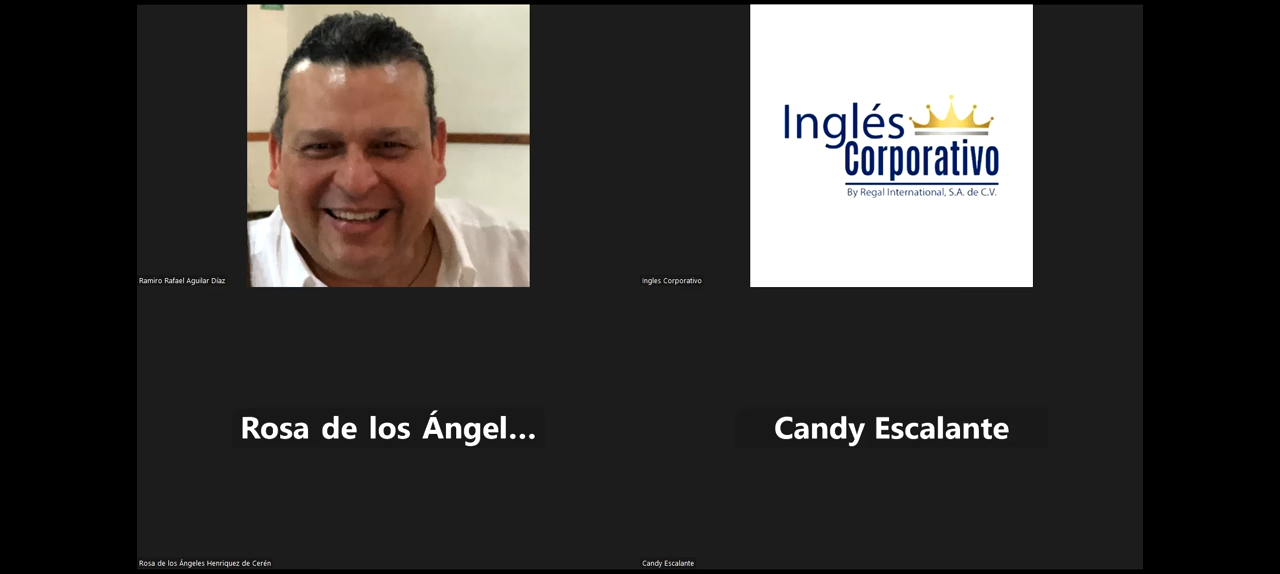 Inglés
Corporativo
By Regal International, S.A. de C.V.
Ramiro Rafael Aguilar Díaz
Ingles Corporativo
Rosa de los Ángel...
Candy Escalante
Rosa de los Ángeles Henriquez de Cerén
Candy Escalante